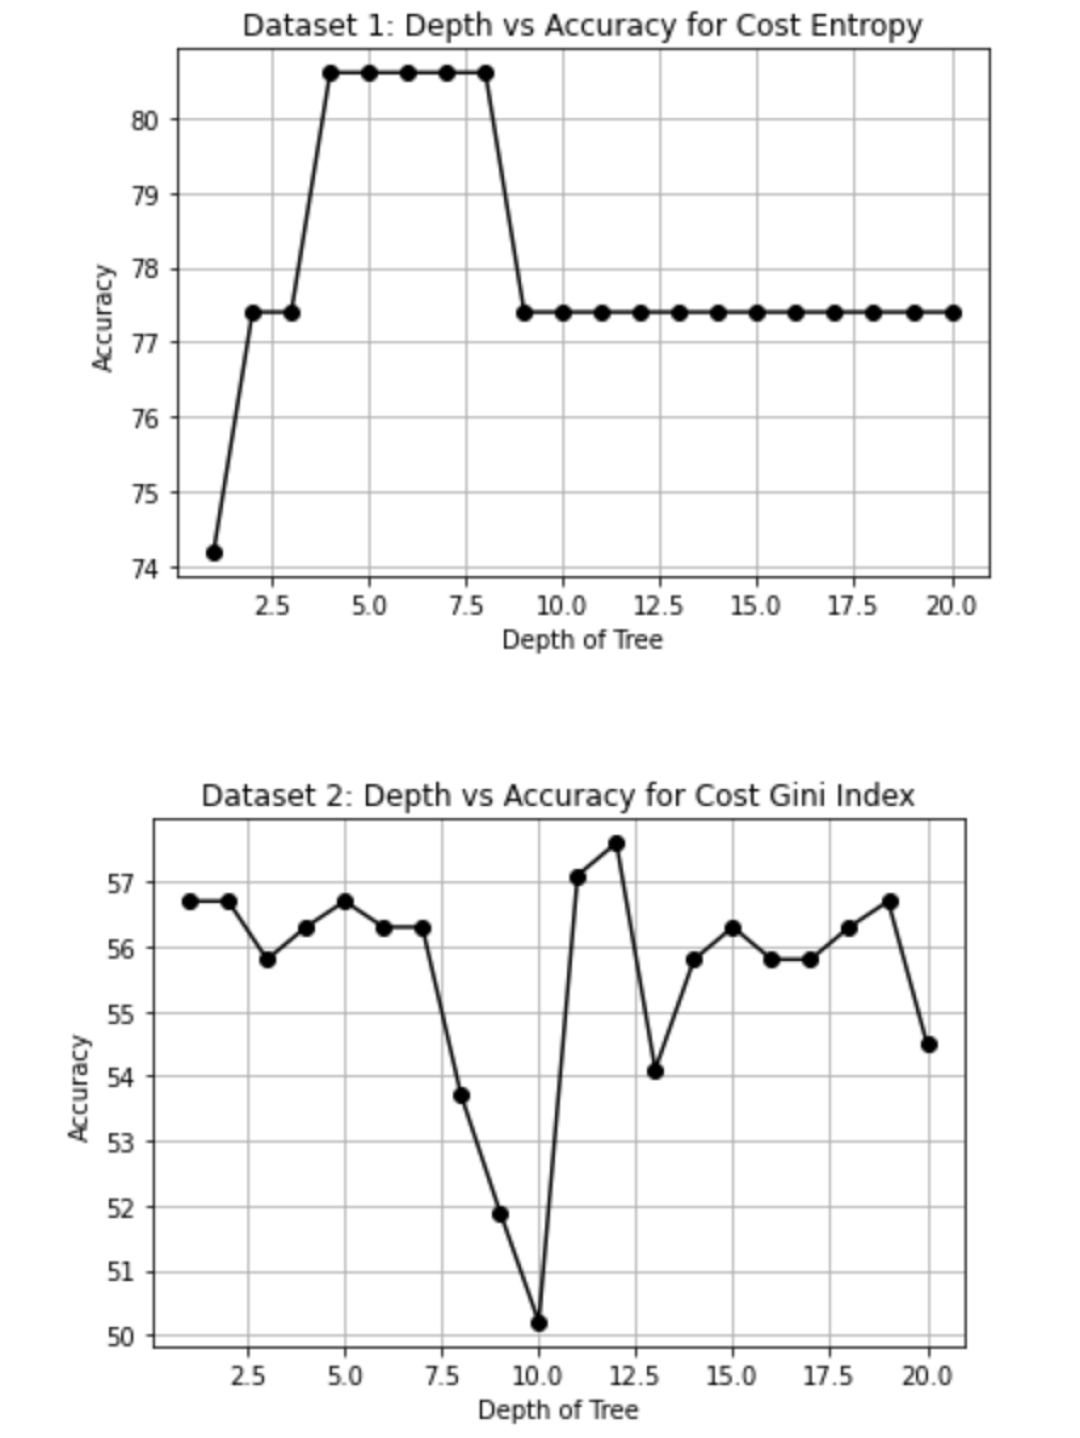 Dataset 1: Depth vs Accuracy for Cost Entropy
80
79
78
77
76
75
74
Accuracy
2.5 5.0 7.5 10.0 12.5 15.0 17.5 20.0
Depth of Tree
Dataset 2: Depth vs Accuracy for Cost Gini Index
57
56
55
54
53
52
51
50
Accuracy
2.5 5.0 7.5 10.0 12.5 15.0 17.5 20.0
Depth of Tree